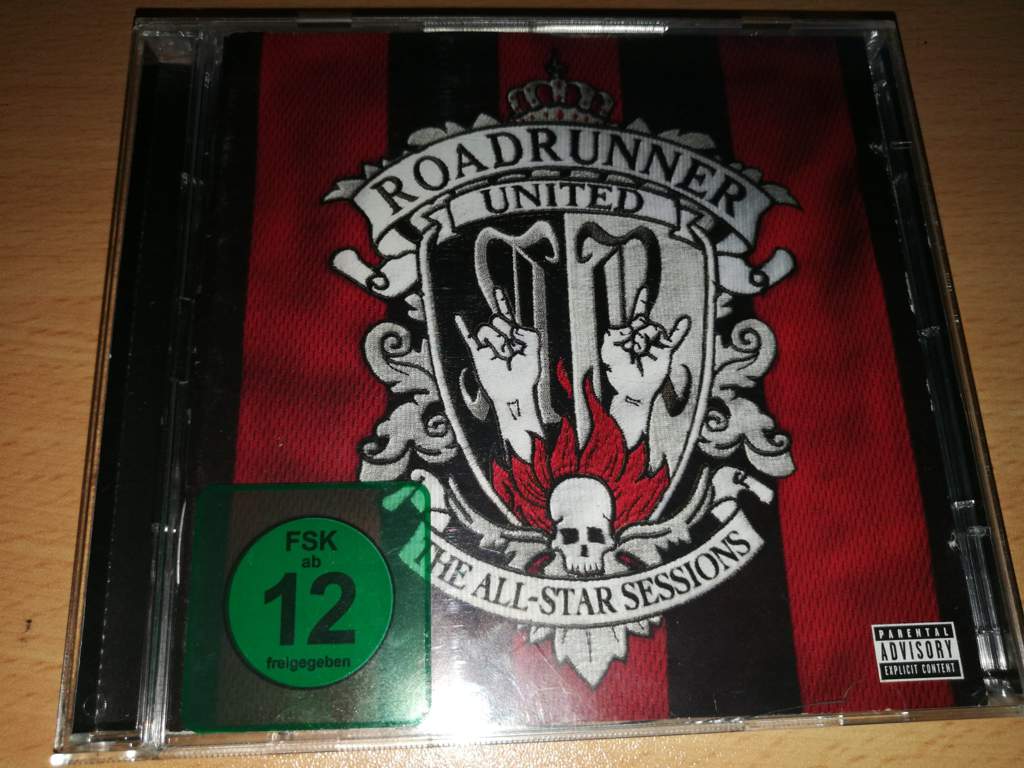 ROADRUNNER
UNITED
THE ALL-STAR SESSIONS
FSK
ab
12
freigegeben
PARENTAL
ADVISORY
EXPLICIT CONTENT